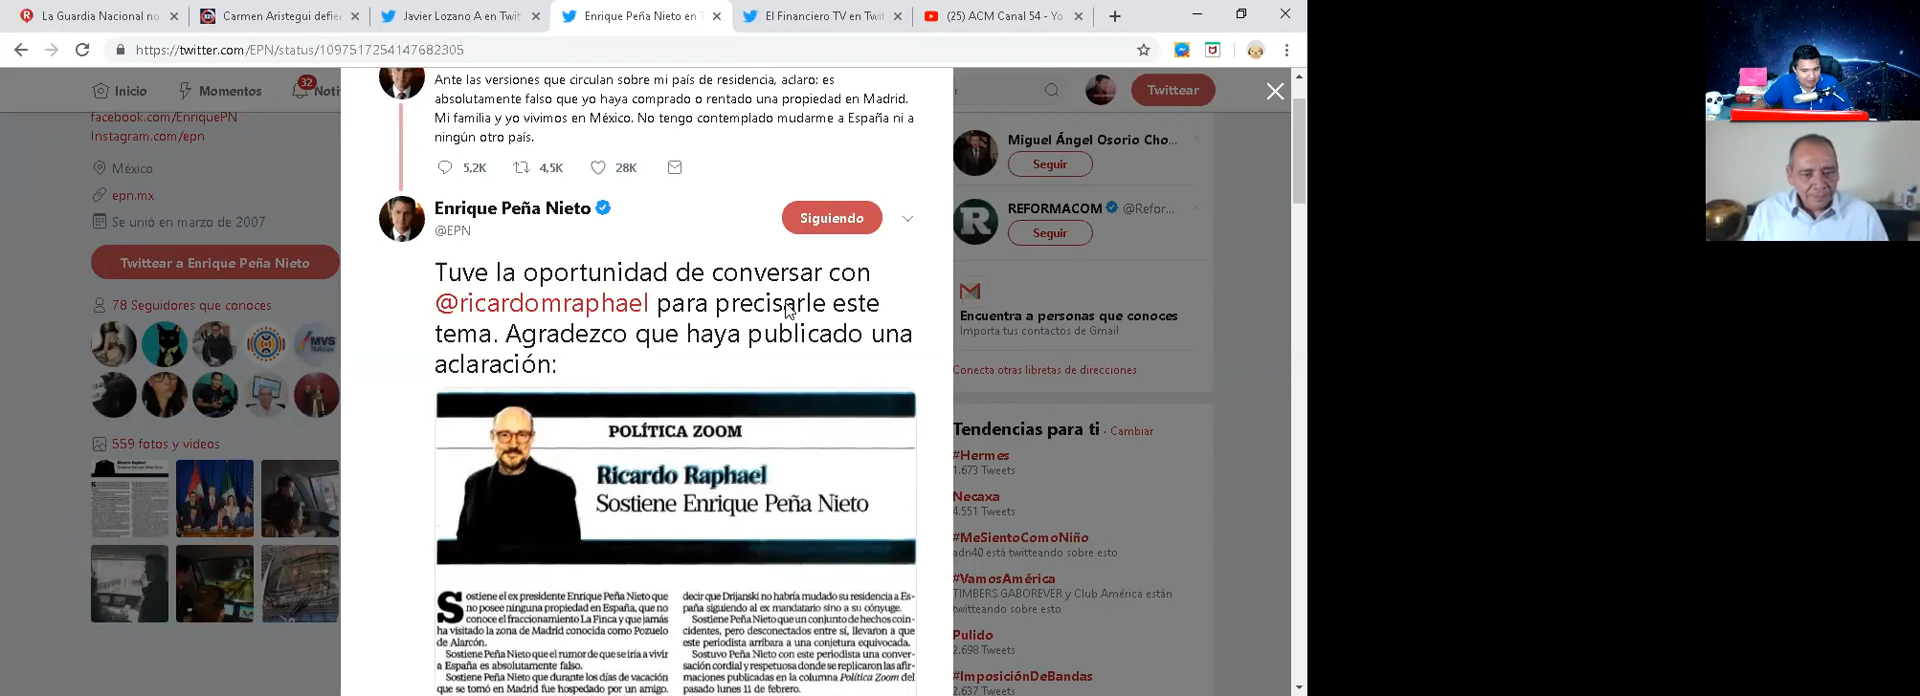 La Guardia Nacional no
Carmen Aristegui defie
Javier Lozano A en Twit
Enrique Peña Nieto en T
El Financiero TV en Twit
(25) ACM Canal 54 - Yo
https://twitter.com/EPN/status/1097517254147682305
Inicio
Momentos
32
Noti
Twittear
facebook.com/EnriquePN
Instagram.com/epn
México
epn.mx
Se unió en marzo de 2007
Twittear a Enrique Peña Nieto
78 Seguidores que conoces
MVS
559 fotos y videos
Ante las versiones que circulan sobre mi país de residencia, aclaro: es
absolutamente falso que yo haya comprado o rentado una propiedad en Madrid.
Mi familia y yo vivimos en México. No tengo contemplado mudarme a España ni a
ningún otro país.
5,2K 4,5K 28K
Enrique Peña Nieto
@EPN
Siguiendo
Tuve la oportunidad de conversar con
@ricardomraphael para precisarle este
tema. Agradezco que haya publicado una
aclaración:
POLÍTICA ZOOM
Ricardo Raphael
Sostiene Enrique Peña Nieto
Sostiene el ex presidente Enrique Peña Nieto que
no posee ninguna propiedad en España, que no
conoce el fraccionamiento La Finca y que jamás
ha visitado la zona de Madrid conocida como Pozuelo
de Alarcón.
Sostiene Peña Nieto que el rumor de que se iría a vivir
a España es absolutamente falso.
Sostiene Peña Nieto que durante los días de vacación
que se tomó en Madrid fue hospedado por un amigo.
decir que Drijanski no habría mudado su residencia a Es-
paña siguiendo al ex mandatario sino a su cónyuge.
Sostiene Peña Nieto que un conjunto de hechos coin-
cidentes, pero desconectados entre sí, llevaron a que
este periodista arribara a una conjetura equivocada.
Sostuvo Peña Nieto con este periodista una conver-
sación cordial y respetuosa donde se replicaron las afir-
maciones publicadas en la columna Política Zoom del
pasado lunes 11 de febrero.
Miguel Ángel Osorio Cho...
Seguir
REFORMACOM @Refor...
Seguir
Encuentra a personas que conoces
Importa tus contactos de Gmail
Conecta otras libretas de direcciones
Tendencias para ti · Cambiar
#Hermes
1.673 Tweets
Necaxa
4.551 Tweets
#MeSientoComoNiño
adn40 está twitteando sobre esto
#VamosAmérica
TIMBERS GABOREVER y Club América están
twitteando sobre esto
Pulido
2.698 Tweets
#ImposiciónDeBandas
2.637 Tweets